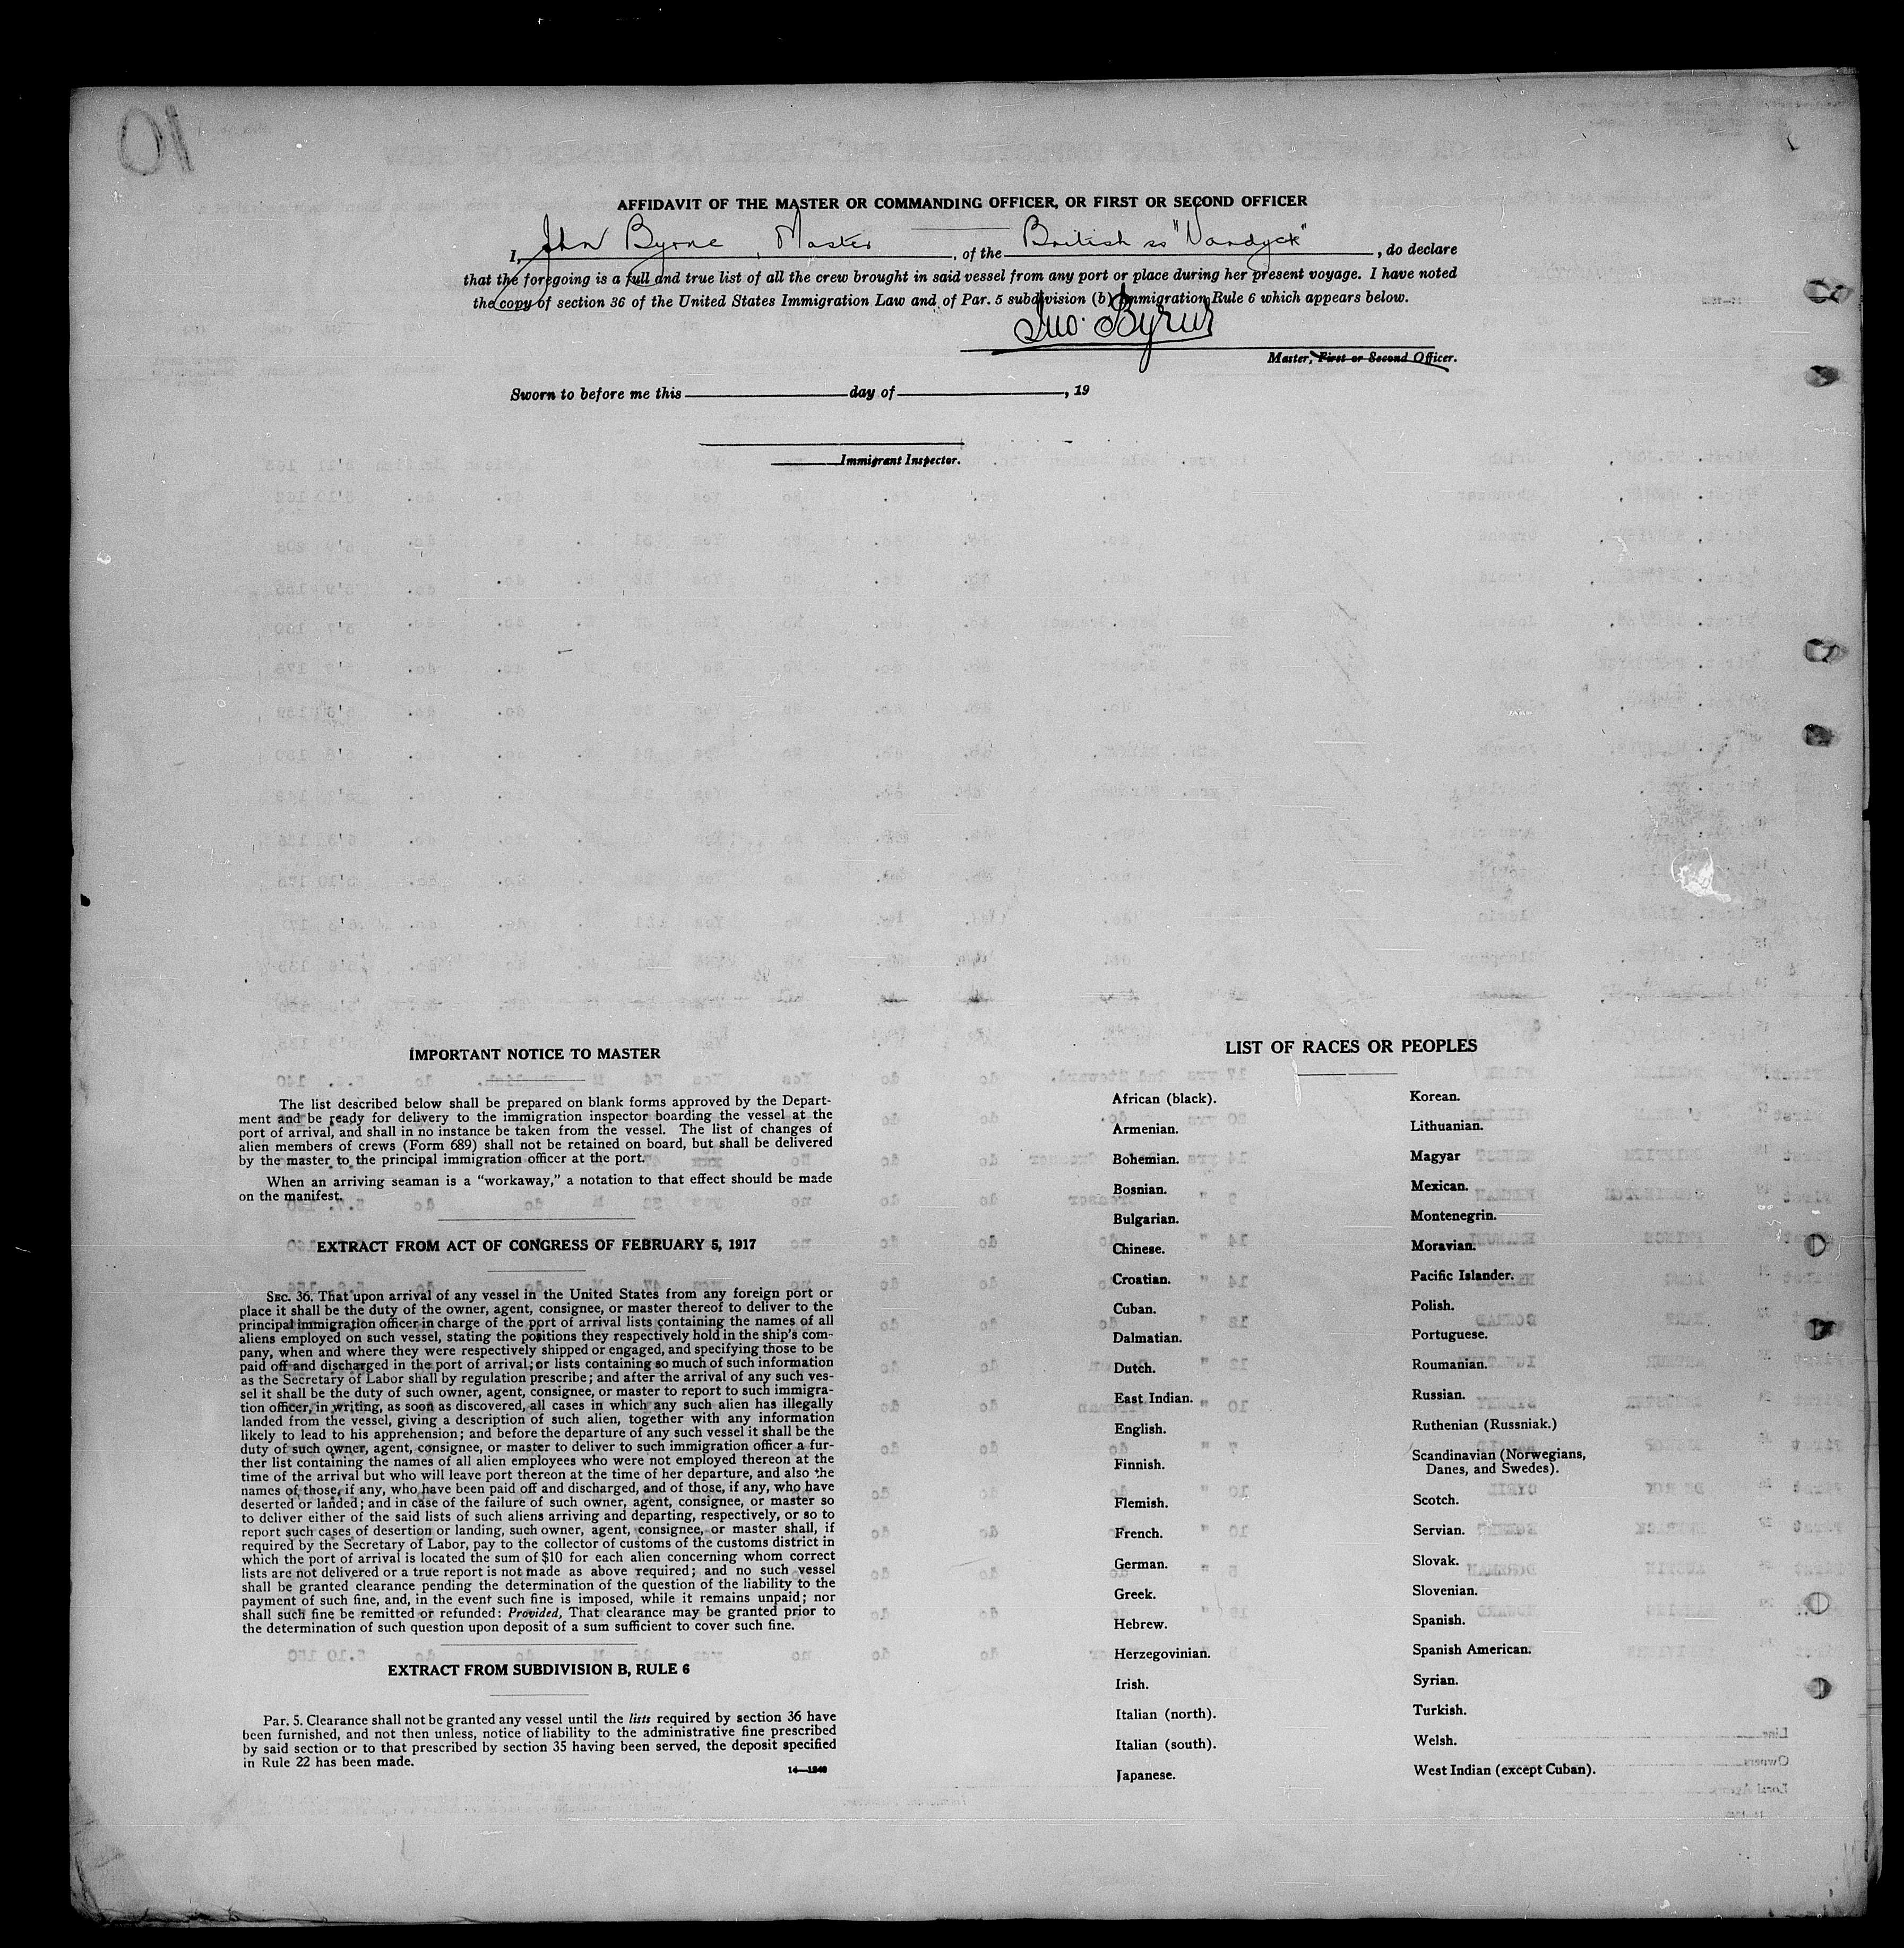 10
AFFIDAVIT OF THE MASTER OR COMMANDING OFFICER, OR FIRST OR SECOND OFFICER
I, John Byrne, Master, of the British ss "Vandyck", do declare
that the foregoing is a full and true list of all the crew brought in said vessel from any port or place during her present voyage. I have noted
the copy of section 36 of the United States Immigration Law and of Par. 5 subdivision (b) Immigration Rule 6 which appears below.
Jno. Byrne
Master, First or Second Officer.
Sworn to before me this day of , 19
Immigrant Inspector.
IMPORTANT NOTICE TO MASTER
The list described below shall be prepared on blank forms approved by the Depart-
ment and be ready for delivery to the immigration inspector boarding the vessel at the
port of arrival, and shall in no instance be taken from the vessel. The list of changes of
alien members of crews (Form 689) shall not be retained on board, but shall be delivered
by the master to the principal immigration officer at the port.
When an arriving seaman is a "workaway," a notation to that effect should be made
on the manifest.
EXTRACT FROM ACT OF CONGRESS OF FEBRUARY 5, 1917
SEC. 36. That upon arrival of any vessel in the United States from any foreign port or
place it shall be the duty of the owner, agent, consignee, or master thereof to deliver to the
principal immigration officer in charge of the port of arrival lists containing the names of all
aliens employed on such vessel, stating the positions they respectively hold in the ship's com-
pany, when and where they were respectively shipped or engaged, and specifying those to be
paid off and discharged in the port of arrival; or lists containing so much of such information
as the Secretary of Labor shall by regulation prescribe; and after the arrival of any such ves-
sel it shall be the duty of such owner, agent, consignee, or master to report to such immigra-
tion officer, in writing, as soon as discovered, all cases in which any such alien has illegally
landed from the vessel, giving a description of such alien, together with any information
likely to lead to his apprehension; and before the departure of any such vessel it shall be the
duty of such owner, agent, consignee, or master to deliver to such immigration officer a fur-
ther list containing the names of all alien employees who were not employed thereon at the
time of the arrival but who will leave port thereon at the time of her departure, and also the
names of those, if any, who have been paid off and discharged, and of those, if any, who have
deserted or landed; and in case of the failure of such owner, agent, consignee, or master so
to deliver either of the said lists of such aliens arriving and departing, respectively, or so to
report such cases of desertion or landing, such owner, agent, consignee, or master shall, if
required by the Secretary of Labor, pay to the collector of customs of the customs district in
which the port of arrival is located the sum of $10 for each alien concerning whom correct
lists are not delivered or a true report is not made as above required; and no such vessel
shall be granted clearance pending the determination of the question of the liability to the
payment of such fine, and, in the event such fine is imposed, while it remains unpaid; nor
shall such fine be remitted or refunded: Provided, That clearance may be granted prior to
the determination of such question upon deposit of a sum sufficient to cover such fine.
EXTRACT FROM SUBDIVISION B, RULE 6
Par. 5. Clearance shall not be granted any vessel until the lists required by section 36 have
been furnished, and not then unless, notice of liability to the administrative fine prescribed
by said section or to that prescribed by section 35 having been served, the deposit specified
in Rule 22 has been made.
14—1240
LIST OF RACES OR PEOPLES
African (black).
Armenian.
Bohemian.
Bosnian.
Bulgarian.
Chinese.
Croatian.
Cuban.
Dalmatian.
Dutch.
East Indian.
English.
Finnish.
Flemish.
French.
German.
Greek.
Hebrew.
Herzegovinian.
Irish.
Italian (north).
Italian (south).
Japanese.
Korean.
Lithuanian.
Magyar
Mexican.
Montenegrin.
Moravian.
Pacific Islander.
Polish.
Portuguese.
Roumanian.
Russian.
Ruthenian (Russniak.)
Scandinavian (Norwegians,
Danes, and Swedes).
Scotch.
Servian.
Slovak.
Slovenian.
Spanish.
Spanish American.
Syrian.
Turkish.
Welsh.
West Indian (except Cuban).